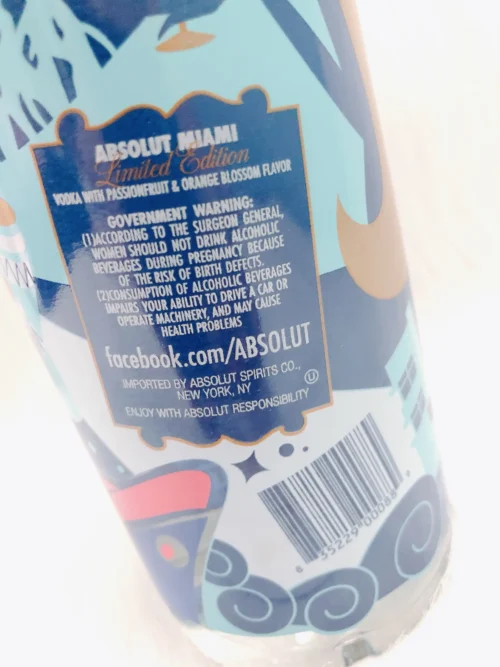 ABSOLUT MIAMI
Limited Edition
VODKA WITH PASSIONFRUIT & ORANGE BLOSSOM FLAVOR
GOVERNMENT WARNING:
(1)ACCORDING TO THE SURGEON GENERAL,
WOMEN SHOULD NOT DRINK ALCOHOLIC
BEVERAGES DURING PREGNANCY BECAUSE
OF THE RISK OF BIRTH DEFECTS.
(2)CONSUMPTION OF ALCOHOLIC BEVERAGES
IMPAIRS YOUR ABILITY TO DRIVE A CAR OR
OPERATE MACHINERY, AND MAY CAUSE
HEALTH PROBLEMS
facebook.com/ABSOLUT
IMPORTED BY ABSOLUT SPIRITS CO.,
NEW YORK, NY
ENJOY WITH ABSOLUT RESPONSIBILITY U